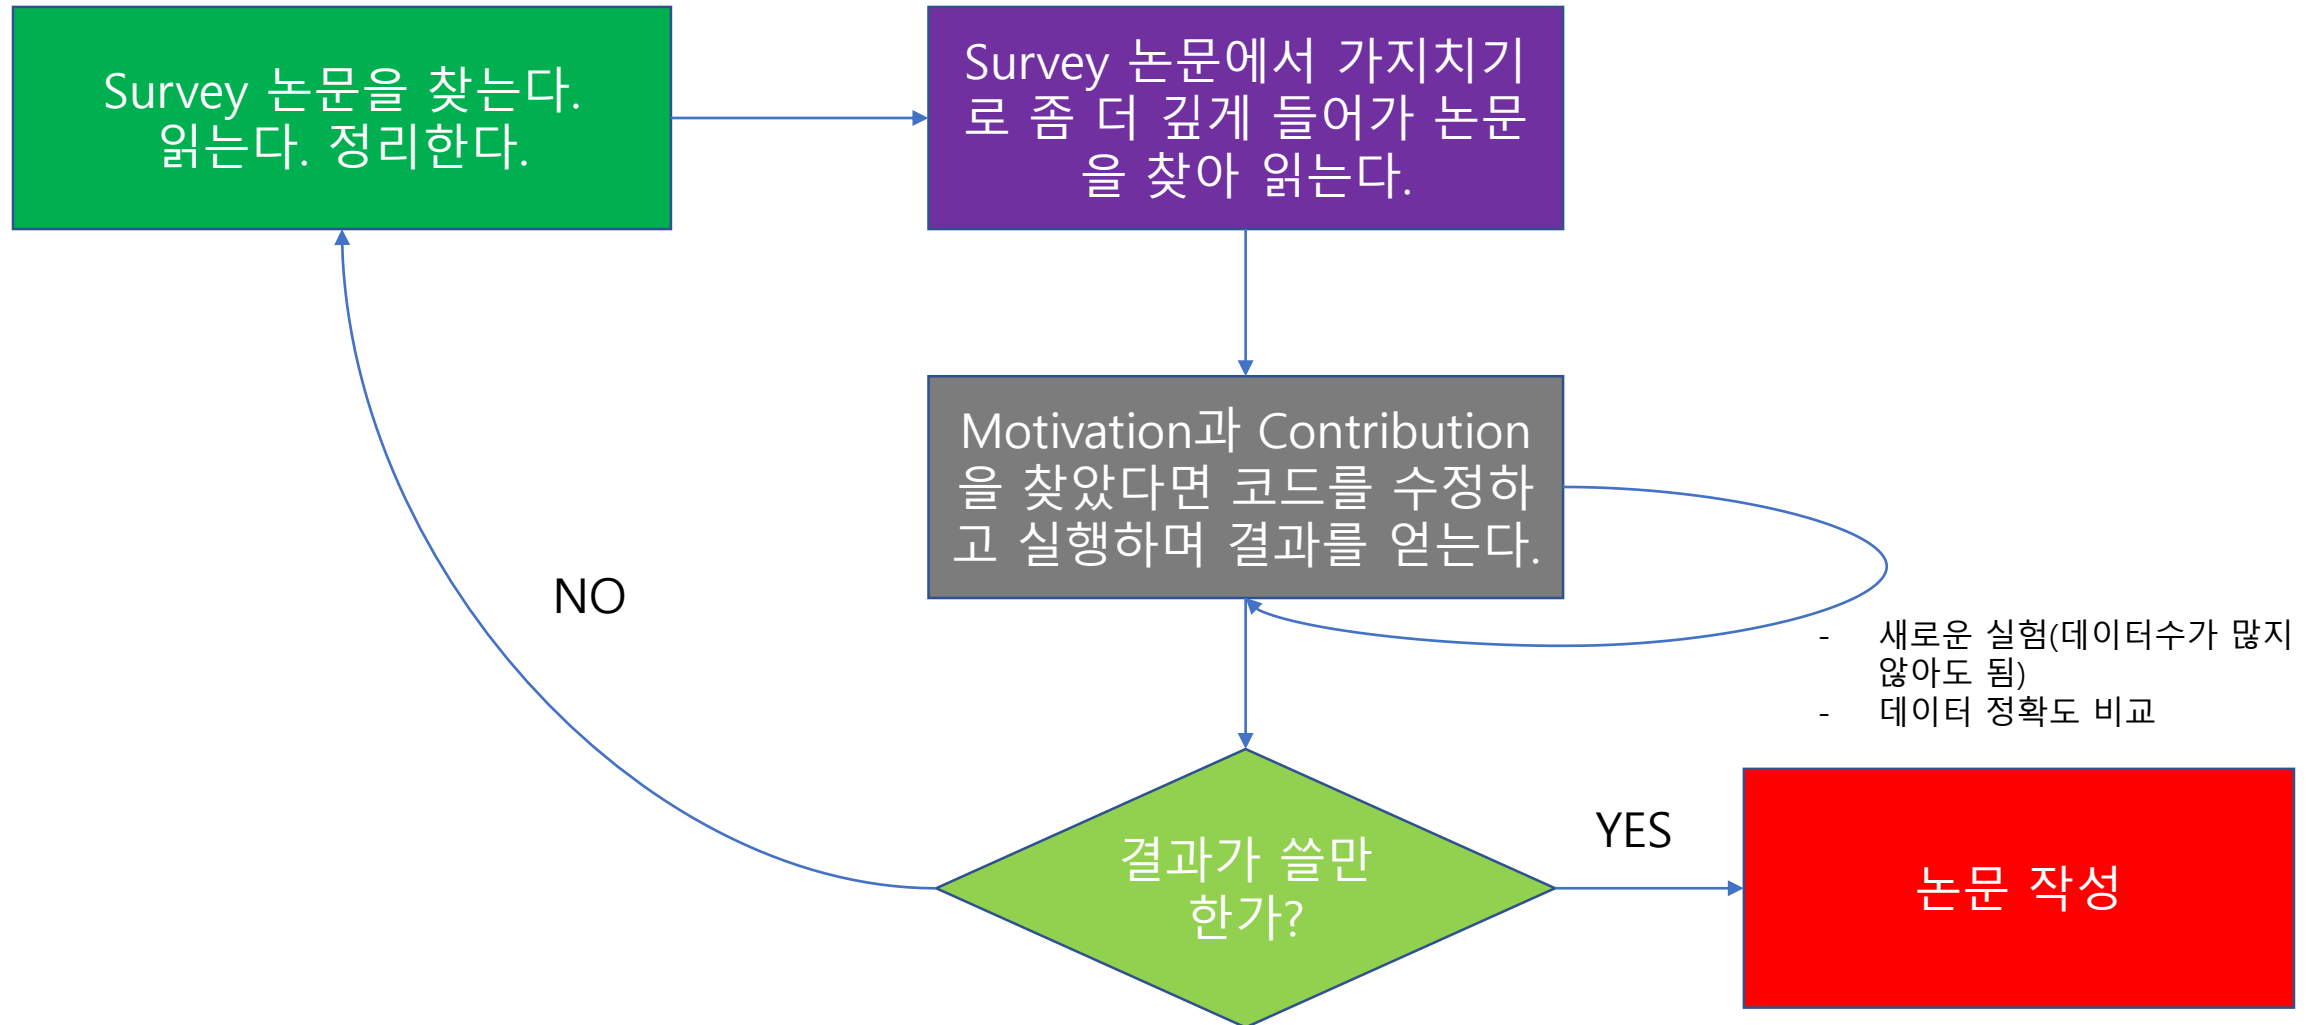 Survey 논문을 찾는다.
읽는다. 정리한다.
Survey 논문에서 가지치기
로 좀 더 깊게 들어가 논문
을 찾아 읽는다.
Motivation과 Contribution
을 찾았다면 코드를 수정하
고 실행하며 결과를 얻는다.
NO
- 새로운 실험(데이터수가 많지
않아도 됨)
- 데이터 정확도 비교
결과가 쓸만
한가?
YES
논문 작성